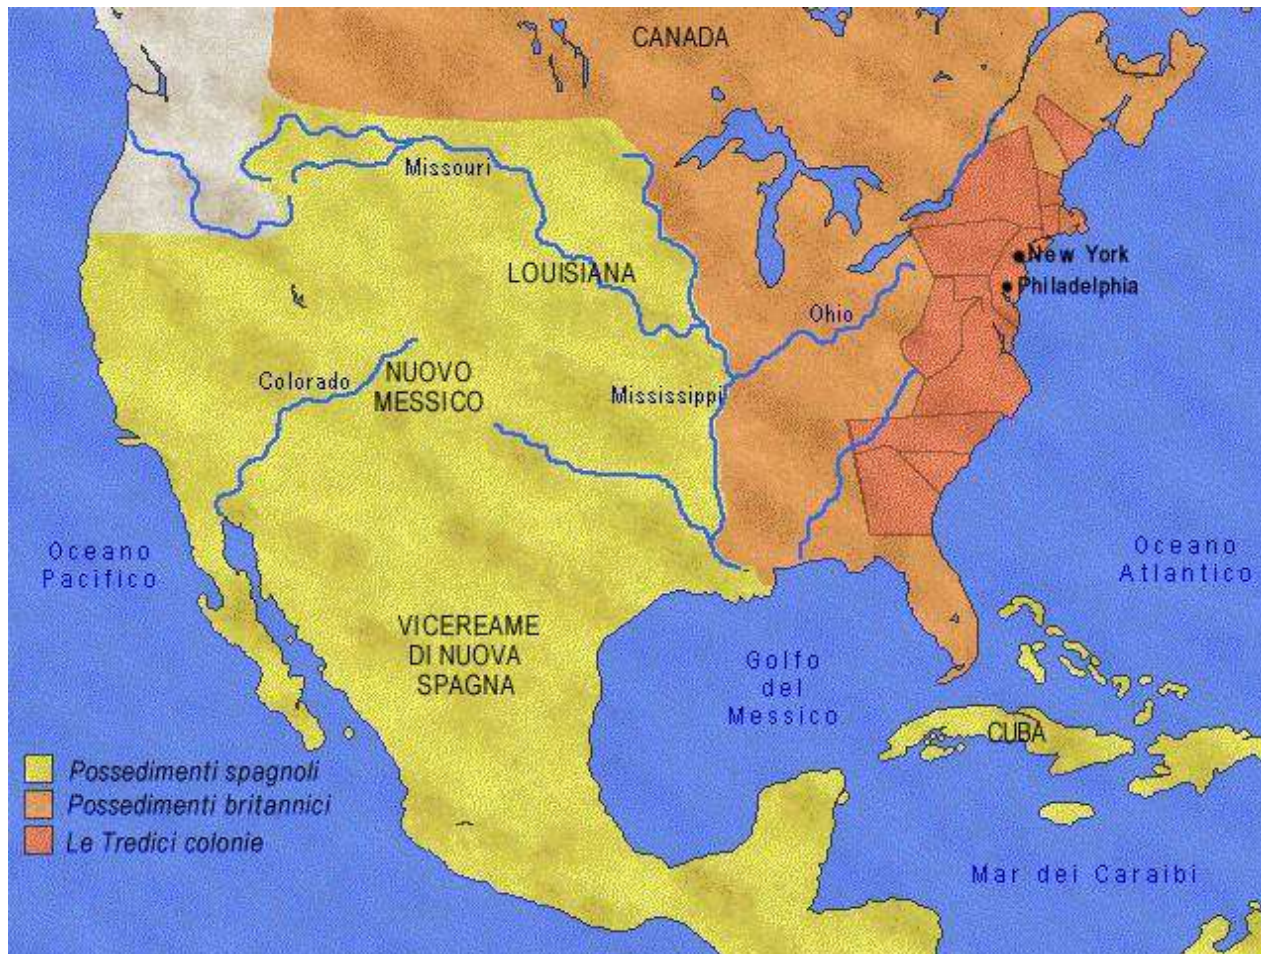 CANADA
Missouri
New York
LOUISIANA
Philadelphia
Ohio
Colorado
NUOVO
MESSICO
Mississippi
Oceano
Pacifico
Oceano
Atlantico
VICEREAME
DI NUOVA
SPAGNA
Golfo
del
Messico
CUBA
Possedimenti spagnoli
Possedimenti britannici
Le Tredici colonie
Mar dei Caraibi